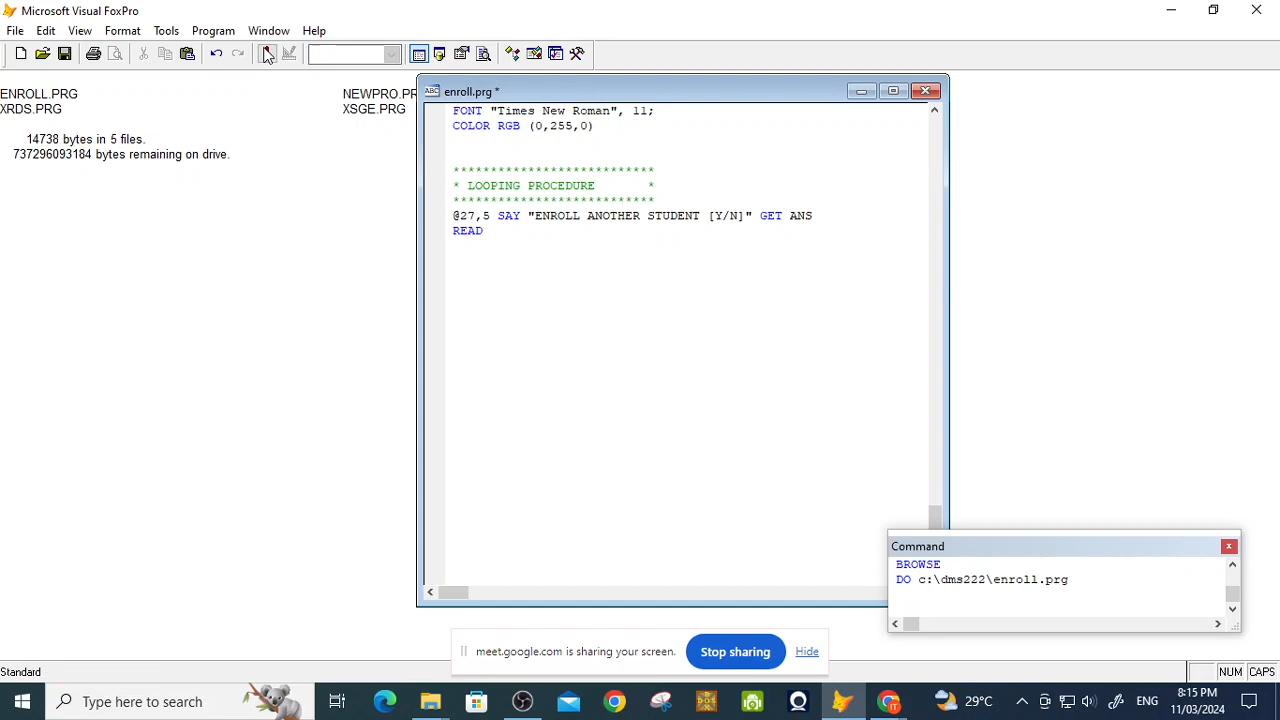 Microsoft Visual FoxPro
File Edit View Format Tools Program Window Help
ENROLL.PRG NEWPRO.PR
XRDS.PRG XSGE.PRG
14738 bytes in 5 files.
737296093184 bytes remaining on drive.
enroll.prg *
FONT "Times New Roman", 11;
COLOR RGB (0,255,0)
***************************
* LOOPING PROCEDURE *
***************************
@27,5 SAY "ENROLL ANOTHER STUDENT [Y/N]" GET ANS
READ
Command
BROWSE
DO c:\dms222\enroll.prg
meet.google.com is sharing your screen. Stop sharing Hide
Standard NUM CAPS
Type here to search 29°C ENG 8:15 PM
11/03/2024